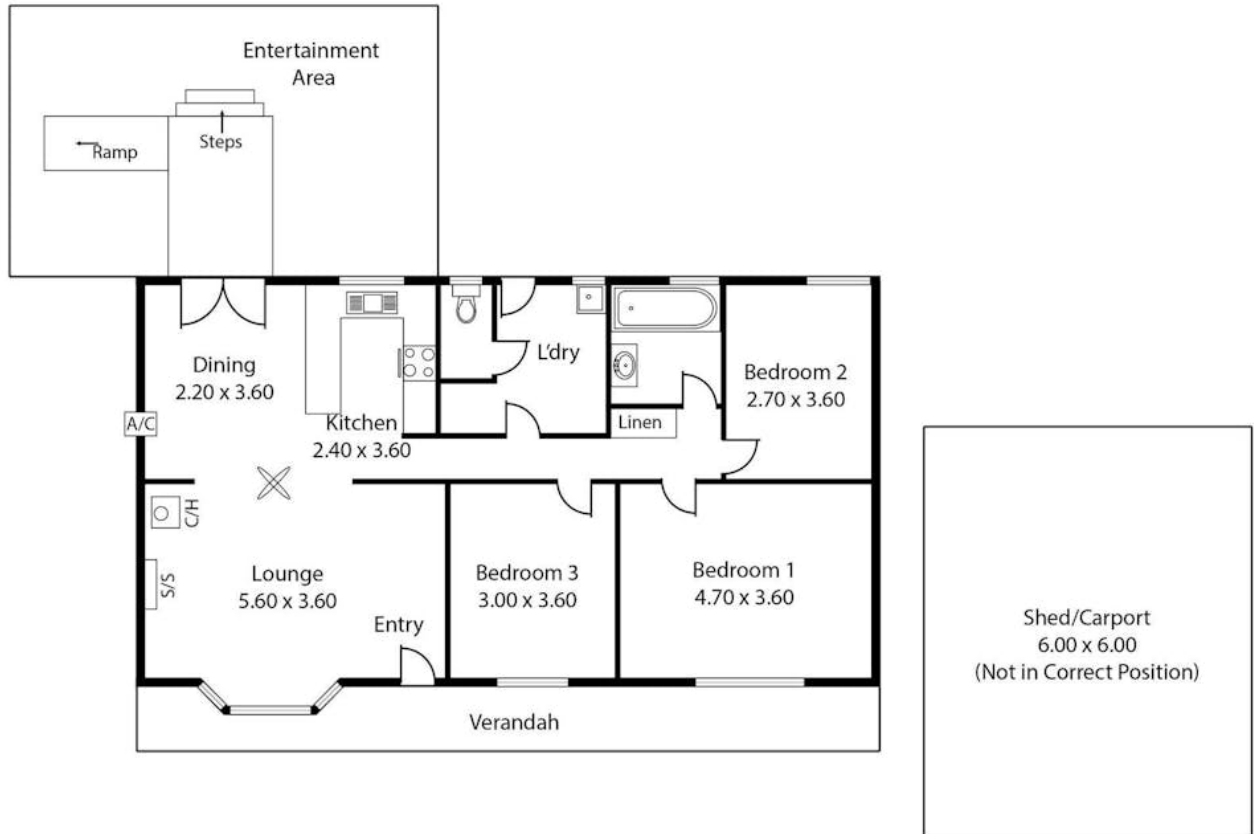 Entertainment
Area
Steps
Ramp
Dining
2.20 x 3.60
A/C
Kitchen
2.40 x 3.60
L'dry
Linen
Bedroom 2
2.70 x 3.60
C/H
S/S
Lounge
5.60 x 3.60
Entry
Bedroom 3
3.00 x 3.60
Bedroom 1
4.70 x 3.60
Verandah
Shed/Carport
6.00 x 6.00
(Not in Correct Position)